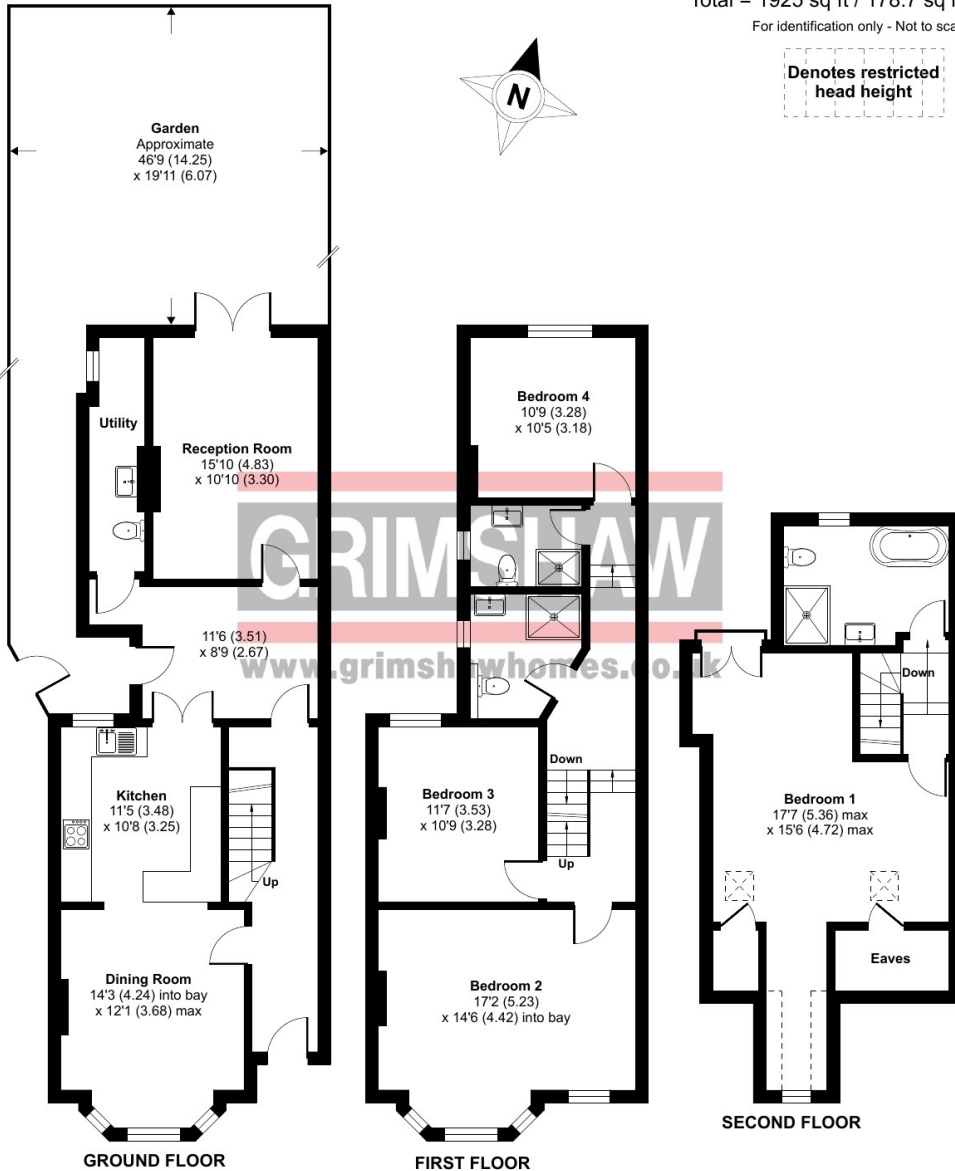 Total = 1925 sq ft / 178.7 sq
For identification only - Not to
Denotes restricted
head height
N
Garden
Approximate
46'9 (14.25)
x 19'11 (6.07)
Utility
Reception Room
15'10 (4.83)
x 10'10 (3.30)
11'6 (3.51)
x 8'9 (2.67)
Kitchen
11'5 (3.48)
x 10'8 (3.25)
Up
Dining Room
14'3 (4.24) into bay
x 12'1 (3.68) max
GROUND FLOOR
Bedroom 4
10'9 (3.28)
x 10'5 (3.18)
GRIMSHAW
www.grimshawhomes.co.uk
Down
Bedroom 3
11'7 (3.53)
x 10'9 (3.28)
Up
Bedroom 2
17'2 (5.23)
x 14'6 (4.42) into bay
FIRST FLOOR
Down
Bedroom 1
17'7 (5.36) max
x 15'6 (4.72) max
Eaves
SECOND FLOOR